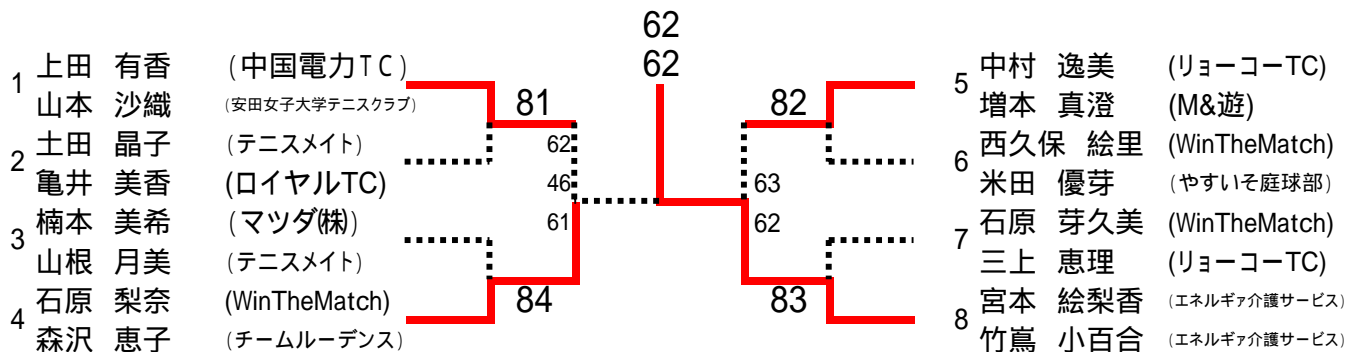 62
62
1 上田 有香 (中国電力TC)
山本 沙織 (安田女子大学テニスクラブ)
81
2 土田 晶子 (テニスメイト)
亀井 美香 (ロイヤルTC)
62
46
61
3 楠本 美希 (マツダ㈱)
山根 月美 (テニスメイト)
4 石原 梨奈 (WinTheMatch)
森沢 恵子 (チームルーデンス)
84
5 中村 逸美 (リョーコーTC)
増本 真澄 (M&遊)
82
6 西久保 絵里 (WinTheMatch)
米田 優芽 (やすいそ庭球部)
63
62
7 石原 芽久美 (WinTheMatch)
三上 恵理 (リョーコーTC)
83
8 宮本 絵梨香 (エネルギァ介護サービス)
竹嶌 小百合 (エネルギァ介護サービス)